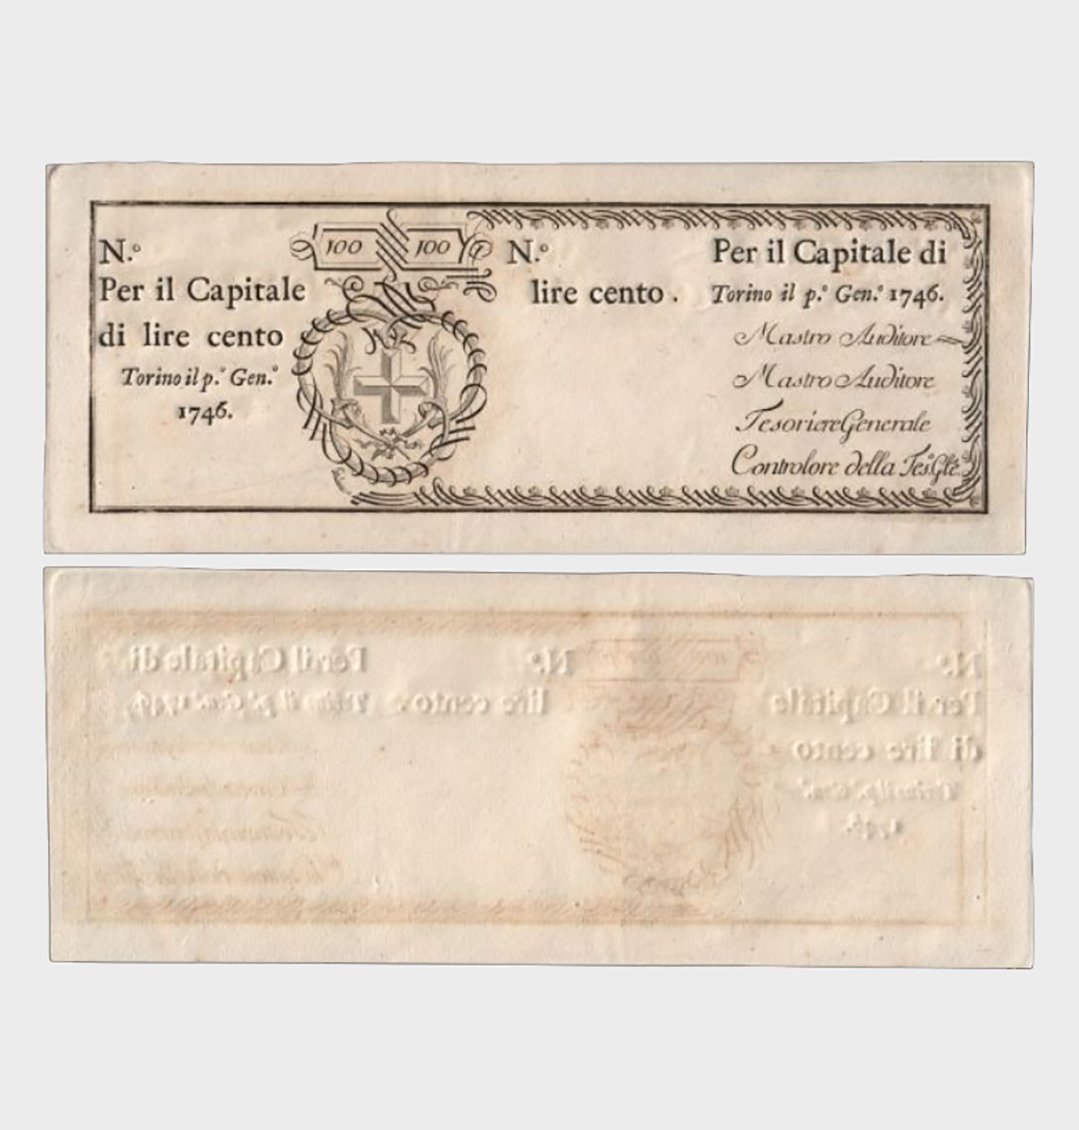 N.º
Per il Capitale
di lire cento
Torino il p.º Gen.º
1746.
100 100
N.º Per il Capitale di
lire cento . Torino il p.º Gen.º 1746.
Mastro Auditore
Mastro Auditore
Tesoriere Generale
Controlore della Tes.ª Gle.